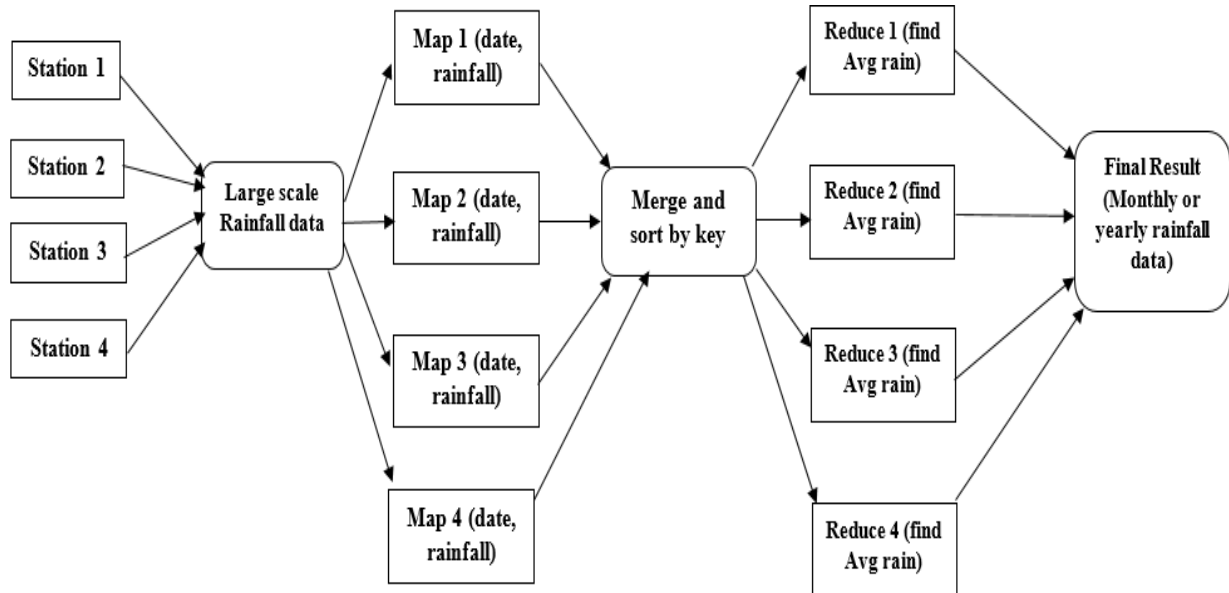 Station 1
Station 2
Station 3
Station 4
Large scale
Rainfall data
Map 1 (date,
rainfall)
Map 2 (date,
rainfall)
Map 3 (date,
rainfall)
Map 4 (date,
rainfall)
Merge and
sort by key
Reduce 1 (find
Avg rain)
Reduce 2 (find
Avg rain)
Reduce 3 (find
Avg rain)
Reduce 4 (find
Avg rain)
Final Result
(Monthly or
yearly rainfall
data)